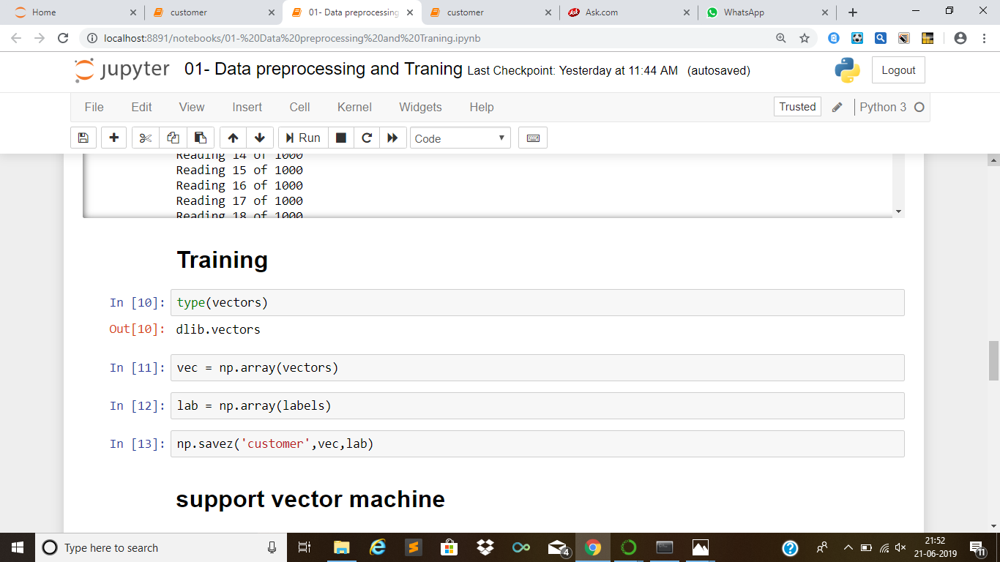 Home
customer
01- Data preprocessing
customer
Ask.com
WhatsApp
localhost:8891/notebooks/01-%20Data%20preprocessing%20and%20Traning.ipynb
jupyter 01- Data preprocessing and Traning Last Checkpoint: Yesterday at 11:44 AM (autosaved)
Logout
File Edit View Insert Cell Kernel Widgets Help
Trusted
Python 3
Run
Code
Reading 14 of 1000
Reading 15 of 1000
Reading 16 of 1000
Reading 17 of 1000
Reading 18 of 1000
Training
In [10]: type(vectors)
Out[10]: dlib.vectors
In [11]: vec = np.array(vectors)
In [12]: lab = np.array(labels)
In [13]: np.savez('customer',vec,lab)
support vector machine
Type here to search
4
21:52
21-06-2019
11